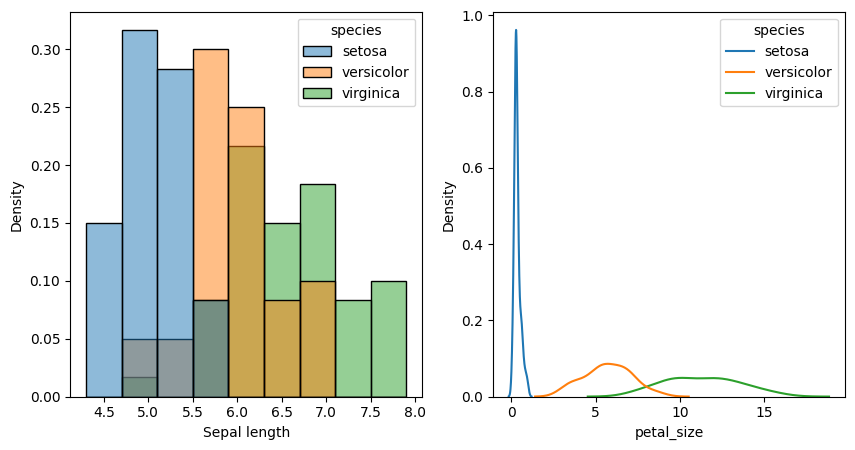 species
setosa
versicolor
virginica
0.30
0.25
0.20
0.15
0.10
0.05
0.00
Density
4.5 5.0 5.5 6.0 6.5 7.0 7.5 8.0
Sepal length
species
setosa
versicolor
virginica
1.0
0.8
0.6
0.4
0.2
0.0
Density
0 5 10 15
petal_size